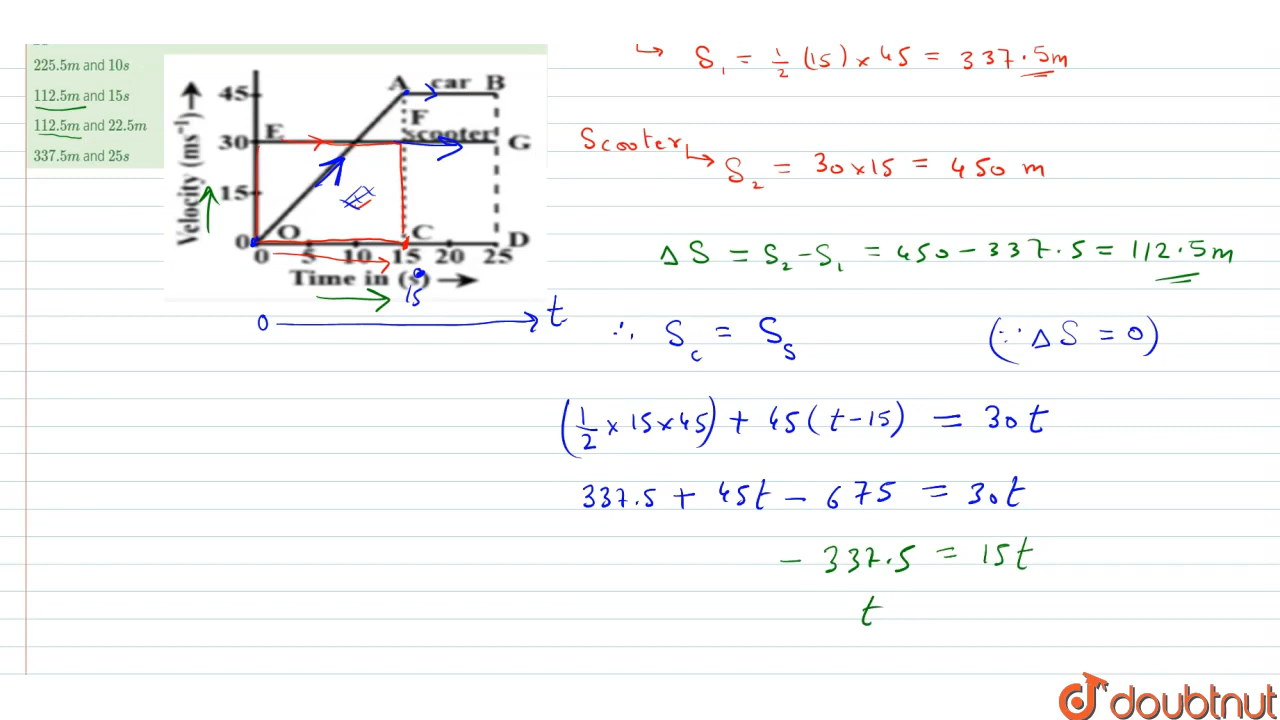 225.5m and 10s
112.5m and 15s
112.5m and 22.5m
337.5m and 25s
Velocity (ms⁻¹)
45
30
15
0
A car B
E
F
scooter G
O
C
D
0 5 10 15 20 25
Time in (s)
15
0
t
S₁ = 1/2 (15) × 45 = 337.5m
Scooter
S₂ = 30×15 = 450 m
ΔS = S₂ - S₁ = 450 - 337.5 = 112.5m
∴ S_c = S_s (∵ ΔS = 0)
(1/2 × 15 × 45) + 45 (t - 15) = 30t
337.5 + 45t - 675 = 30t
- 337.5 = 15t
t
doubtnut